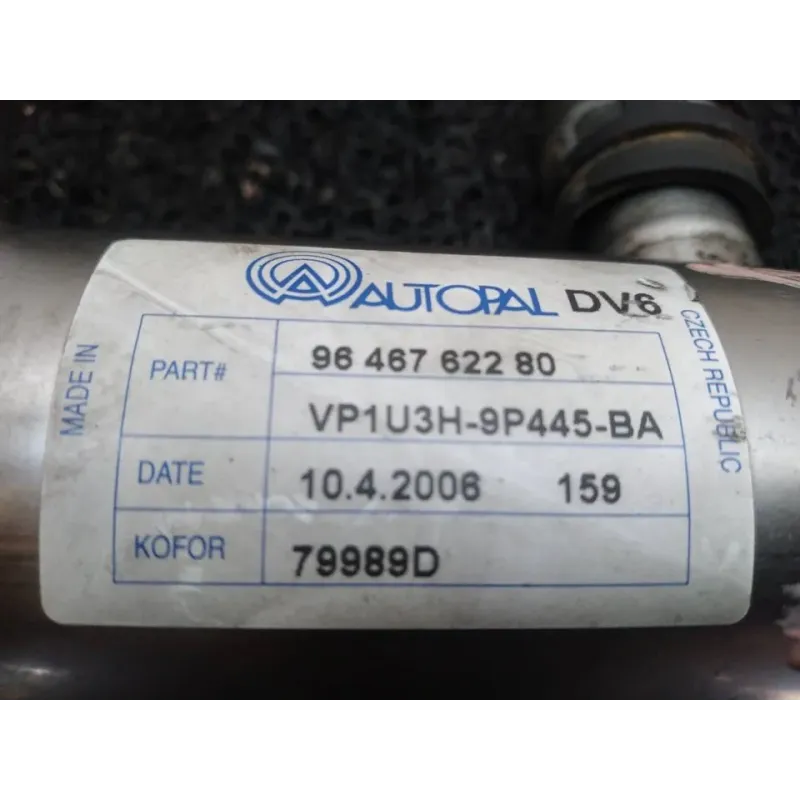 AUTOPAL DV6
MADE IN
CZECH REPUBLIC
PART# 96 467 622 80
VP1U3H-9P445-BA
DATE 10.4.2006 159
KOFOR 79989D